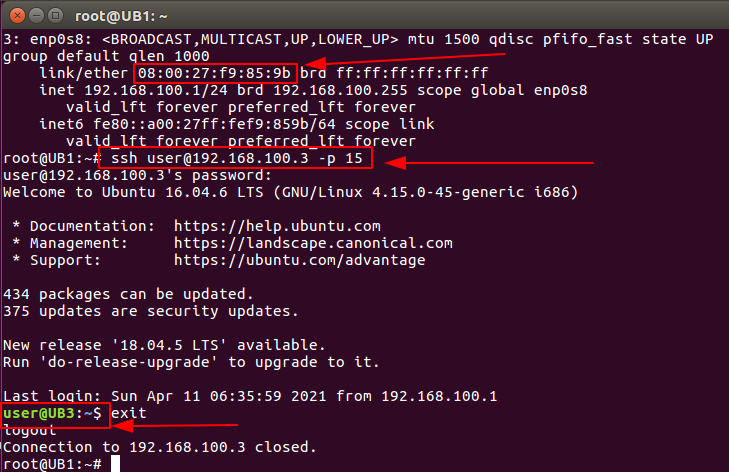 root@UB1: ~
3: enp0s8: <BROADCAST,MULTICAST,UP,LOWER_UP> mtu 1500 qdisc pfifo_fast state UP
group default qlen 1000
link/ether 08:00:27:f9:85:9b brd ff:ff:ff:ff:ff:ff
inet 192.168.100.1/24 brd 192.168.100.255 scope global enp0s8
valid_lft forever preferred_lft forever
inet6 fe80::a00:27ff:fef9:859b/64 scope link
valid_lft forever preferred_lft forever
root@UB1:~# ssh user@192.168.100.3 -p 15
user@192.168.100.3's password:
Welcome to Ubuntu 16.04.6 LTS (GNU/Linux 4.15.0-45-generic i686)
* Documentation:  https://help.ubuntu.com
* Management:     https://landscape.canonical.com
* Support:        https://ubuntu.com/advantage
434 packages can be updated.
375 updates are security updates.
New release '18.04.5 LTS' available.
Run 'do-release-upgrade' to upgrade to it.
Last login: Sun Apr 11 06:35:59 2021 from 192.168.100.1
user@UB3:~$ exit
logout
Connection to 192.168.100.3 closed.
root@UB1:~#